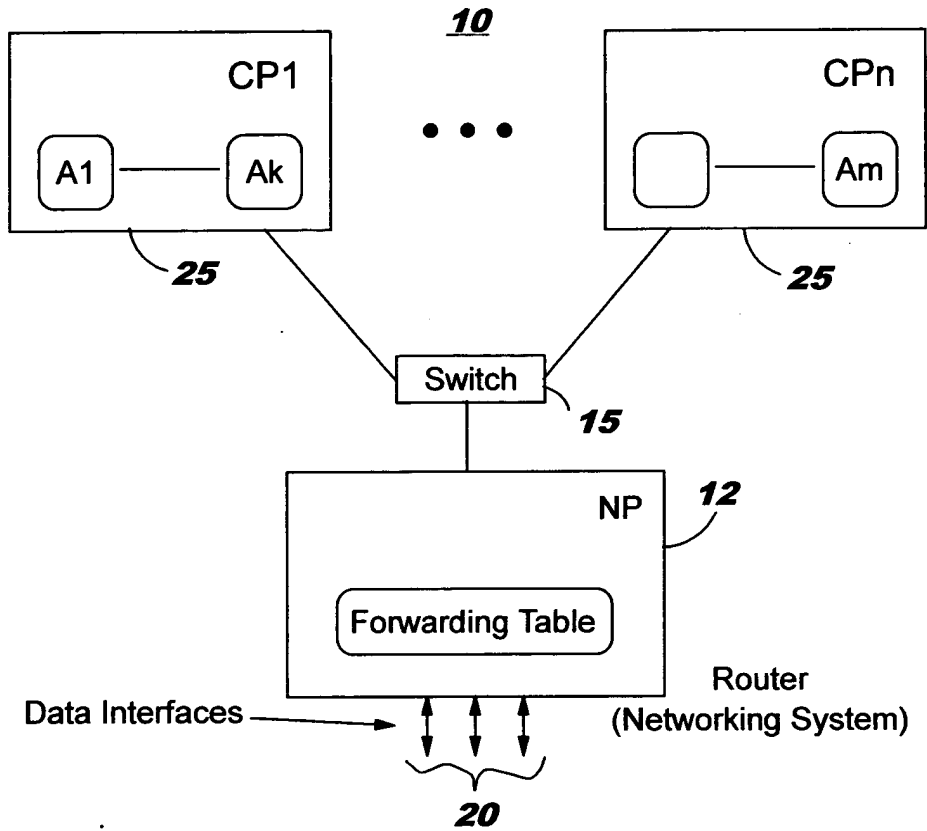 10
CP1
A1
Ak
25
CPn
Am
25
Switch
15
NP
12
Forwarding Table
Data Interfaces
Router
(Networking System)
20